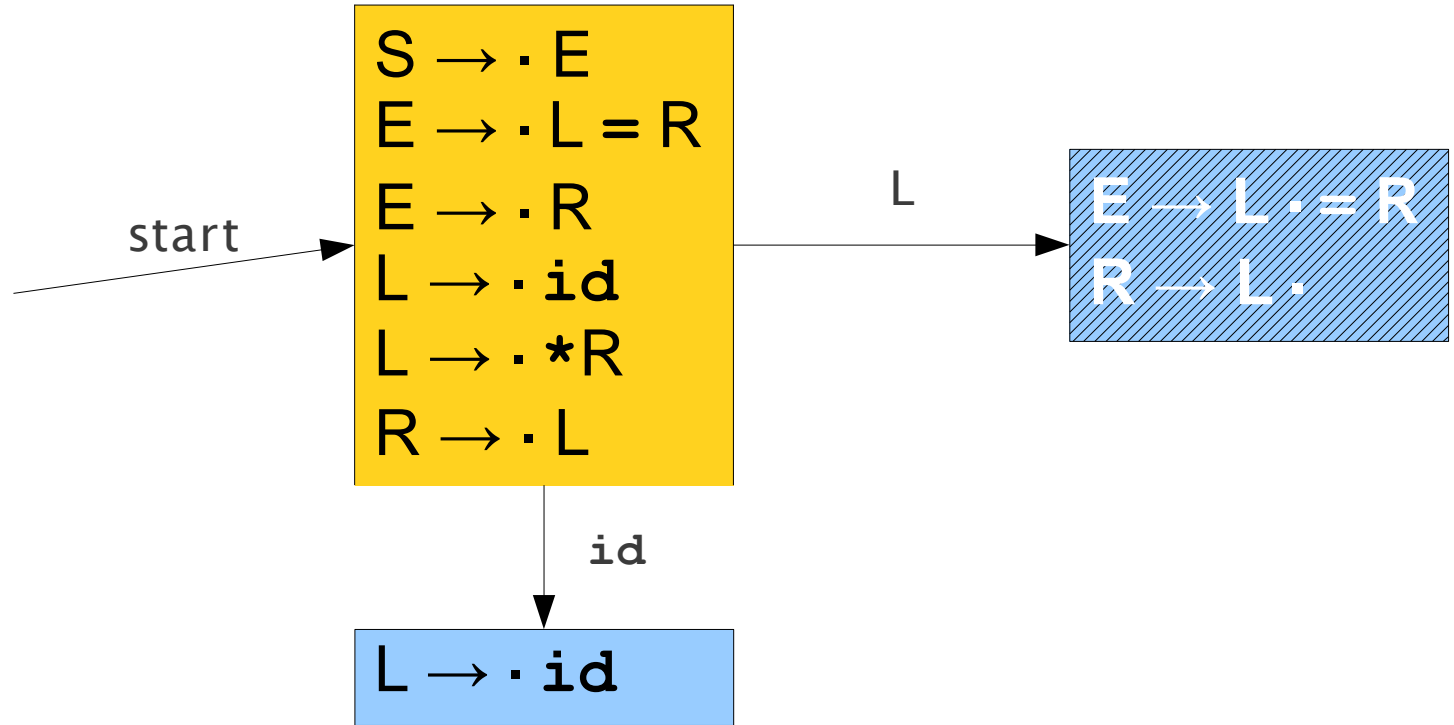 S → · E
E → · L = R
E → · R
L → · id
L → · *R
R → · L
start
L
E → L · = R
R → L ·
id
L → · id